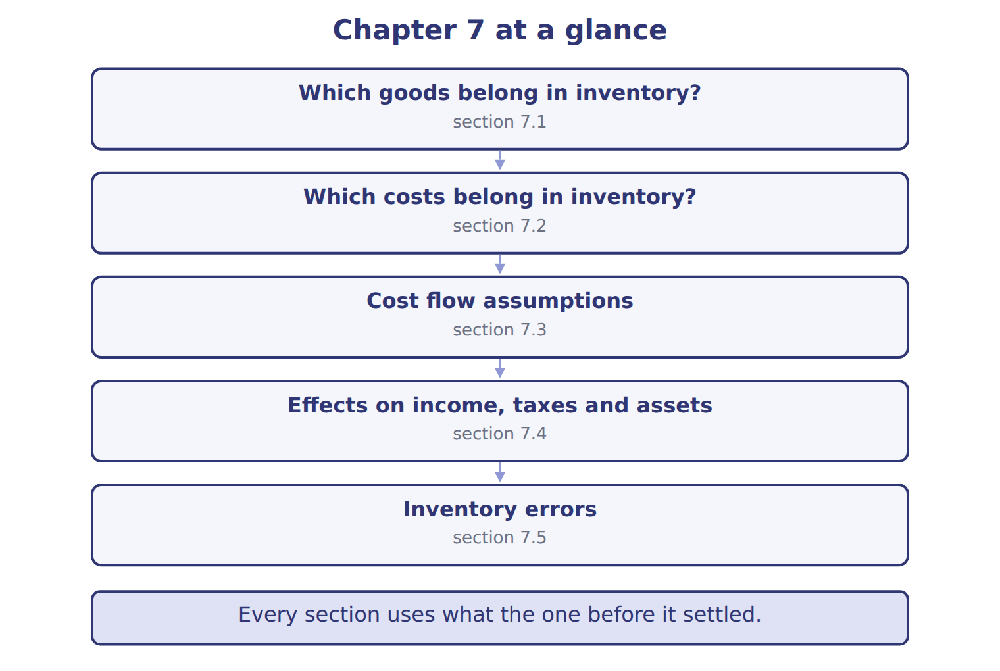 Chapter 7 at a glance
Which goods belong in inventory?
section 7.1
Which costs belong in inventory?
section 7.2
Cost flow assumptions
section 7.3
Effects on income, taxes and assets
section 7.4
Inventory errors
section 7.5
Every section uses what the one before it settled.